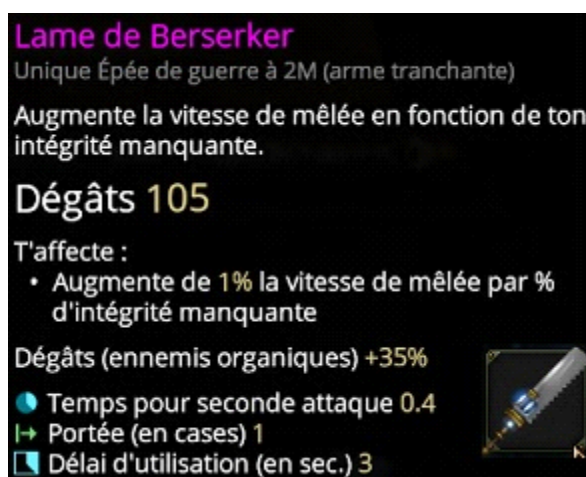 Lame de Berserker
Unique Épée de guerre à 2M (arme tranchante)
Augmente la vitesse de mêlée en fonction de ton
intégrité manquante.
Dégâts 105
T'affecte :
• Augmente de 1% la vitesse de mêlée par %
d'intégrité manquante
Dégâts (ennemis organiques) +35%
Temps pour seconde attaque 0.4
Portée (en cases) 1
Délai d'utilisation (en sec.) 3